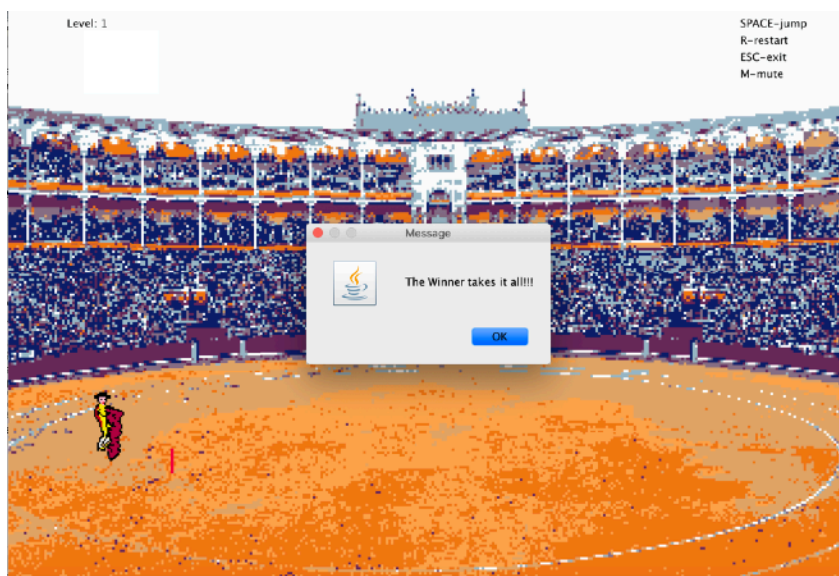 Level: 1
SPACE-jump
R-restart
ESC-exit
M-mute
Message
The Winner takes it all!!!
OK